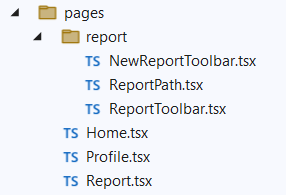 pages
report
TS NewReportToolbar.tsx
TS ReportPath.tsx
TS ReportToolbar.tsx
TS Home.tsx
TS Profile.tsx
TS Report.tsx